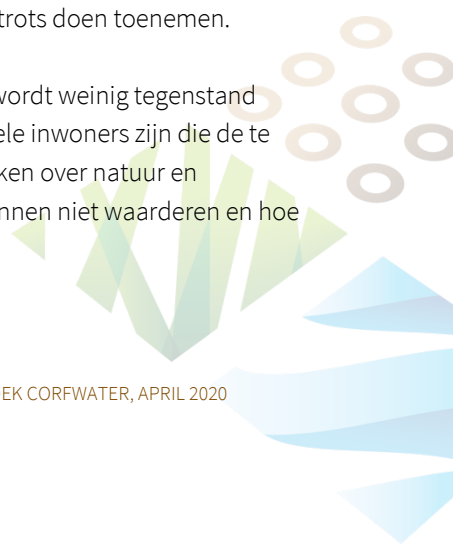 trots doen toenemen.
wordt weinig tegenstand
ele inwoners zijn die de te
ken over natuur en
nnen niet waarderen en hoe
EK CORFWATER, APRIL 2020